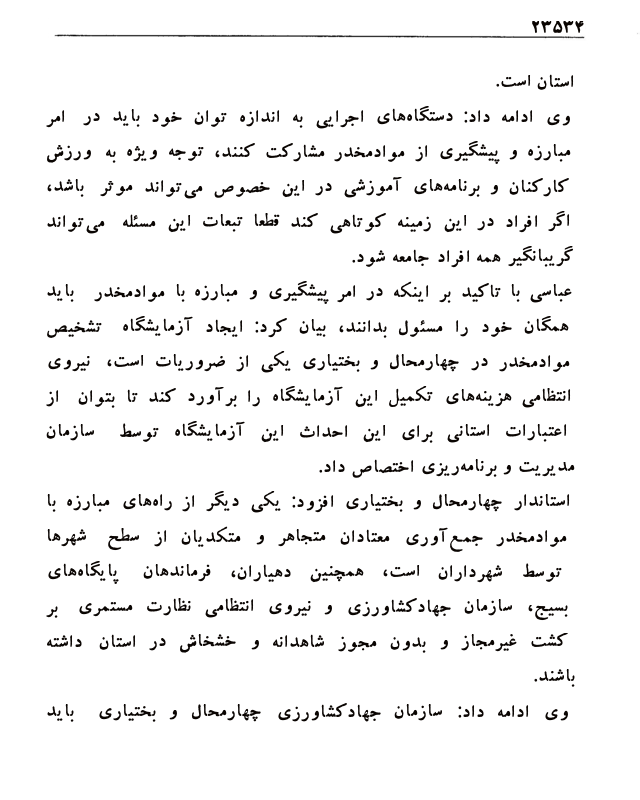 ۲۳۵۳۴
استان است.
وی ادامه داد: دستگاه‌های اجرایی به اندازه توان خود باید در امر
مبارزه و پیشگیری از موادمخدر مشارکت کنند، توجه ویژه به ورزش
کارکنان و برنامه‌های آموزشی در این خصوص می‌تواند موثر باشد،
اگر افراد در این زمینه کوتاهی کند قطعا تبعات این مسئله می‌تواند
گریبانگیر همه افراد جامعه شود.
عباسی با تاکید بر اینکه در امر پیشگیری و مبارزه با موادمخدر باید
همگان خود را مسئول بدانند، بیان کرد: ایجاد آزمایشگاه تشخیص
موادمخدر در چهارمحال و بختیاری یکی از ضروریات است، نیروی
انتظامی هزینه‌های تکمیل این آزمایشگاه را برآورد کند تا بتوان از
اعتبارات استانی برای این احداث این آزمایشگاه توسط سازمان
مدیریت و برنامه‌ریزی اختصاص داد.
استاندار چهارمحال و بختیاری افزود: یکی دیگر از راه‌های مبارزه با
موادمخدر جمع‌آوری معتادان متجاهر و متکدیان از سطح شهرها
توسط شهرداران است، همچنین دهیاران، فرماندهان پایگاه‌های
بسیج، سازمان جهادکشاورزی و نیروی انتظامی نظارت مستمری بر
کشت غیرمجاز و بدون مجوز شاهدانه و خشخاش در استان داشته
باشند.
وی ادامه داد: سازمان جهادکشاورزی چهارمحال و بختیاری باید